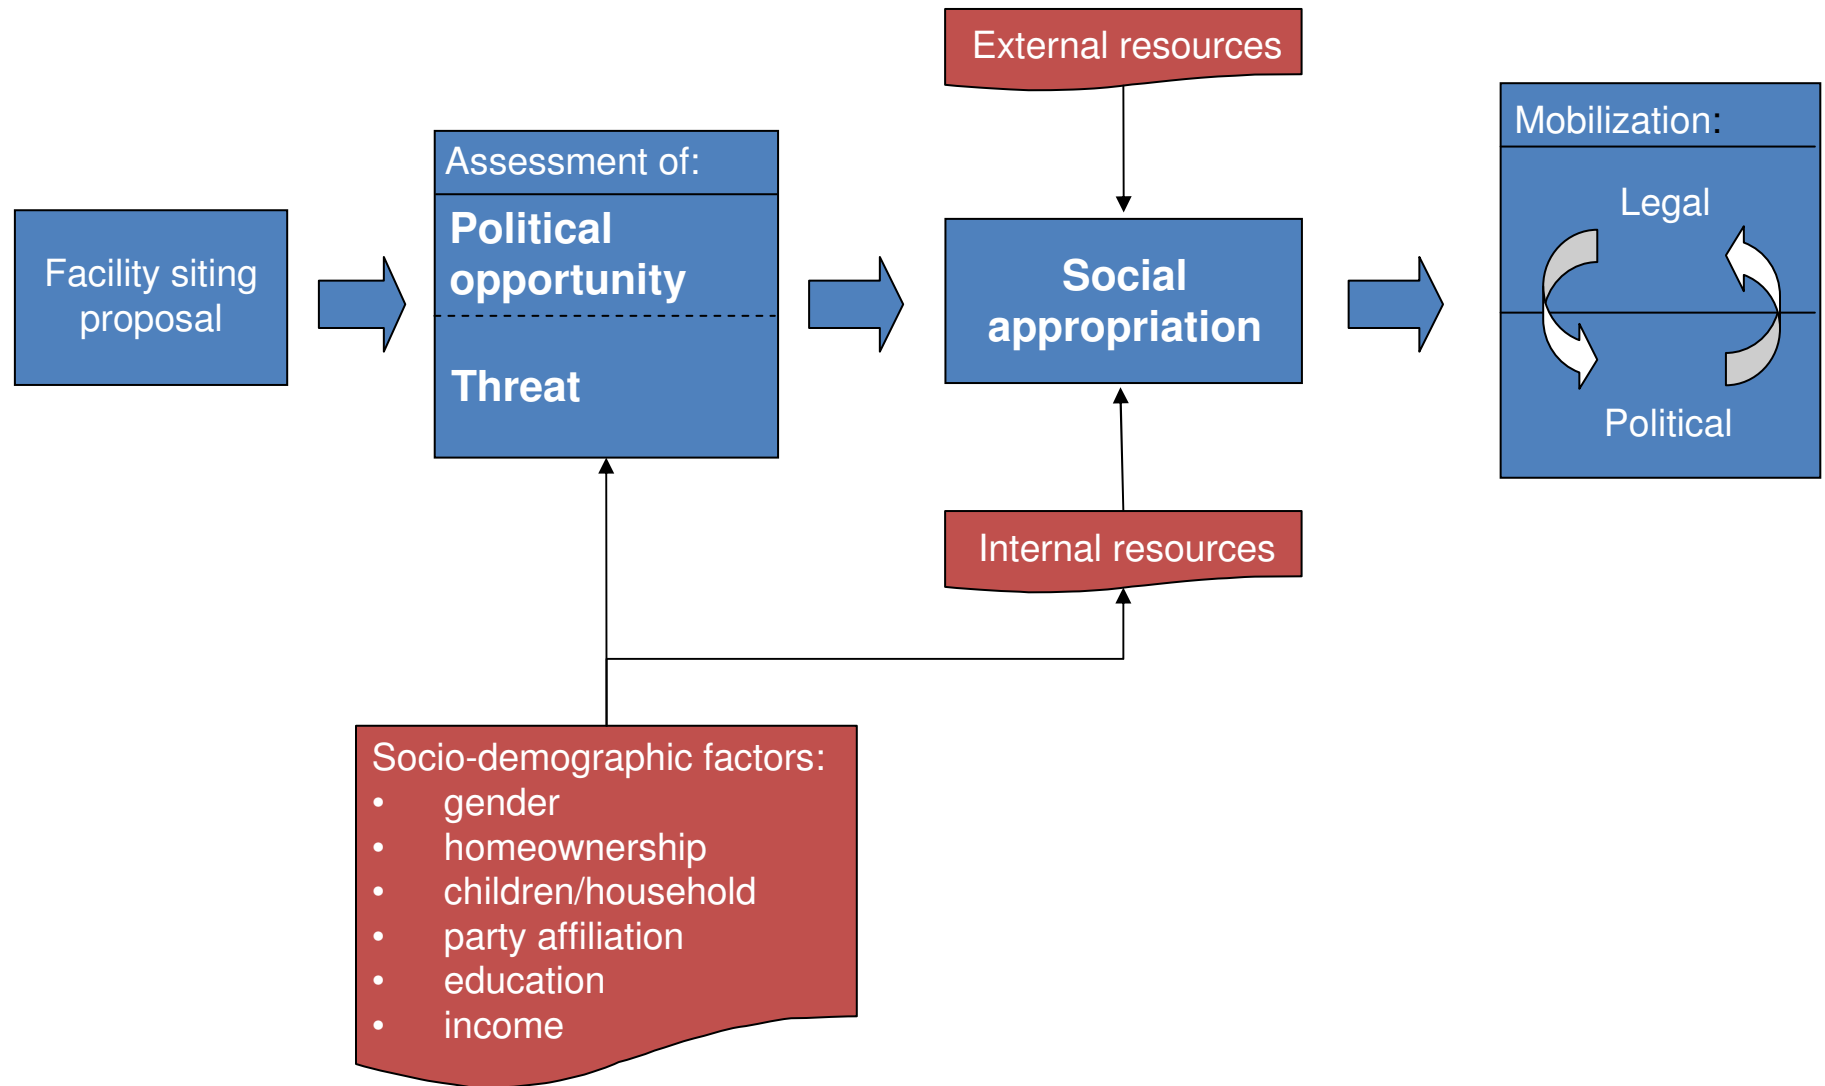 External resources
Mobilization:
Assessment of:
Legal
Political
opportunity
Facility siting
proposal
Social
appropriation
Threat
Political
Internal resources
Socio-demographic factors:
• gender
• homeownership
• children/household
• party affiliation
• education
• income